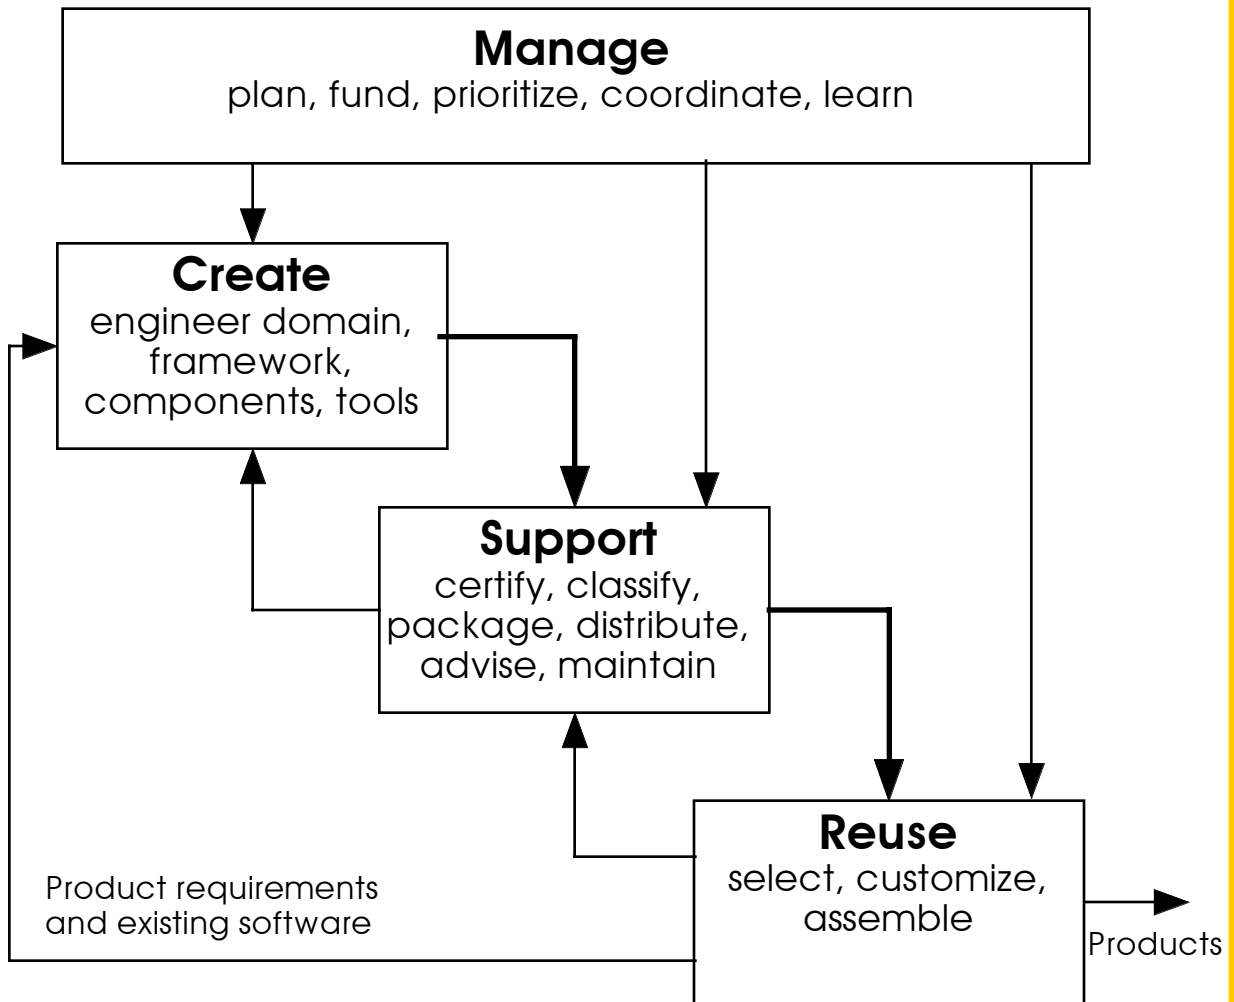 Manage
plan, fund, prioritize, coordinate, learn
Create
engineer domain,
framework,
components, tools
Support
certify, classify,
package, distribute,
advise, maintain
Reuse
select, customize,
assemble
Product requirements
and existing software
Products